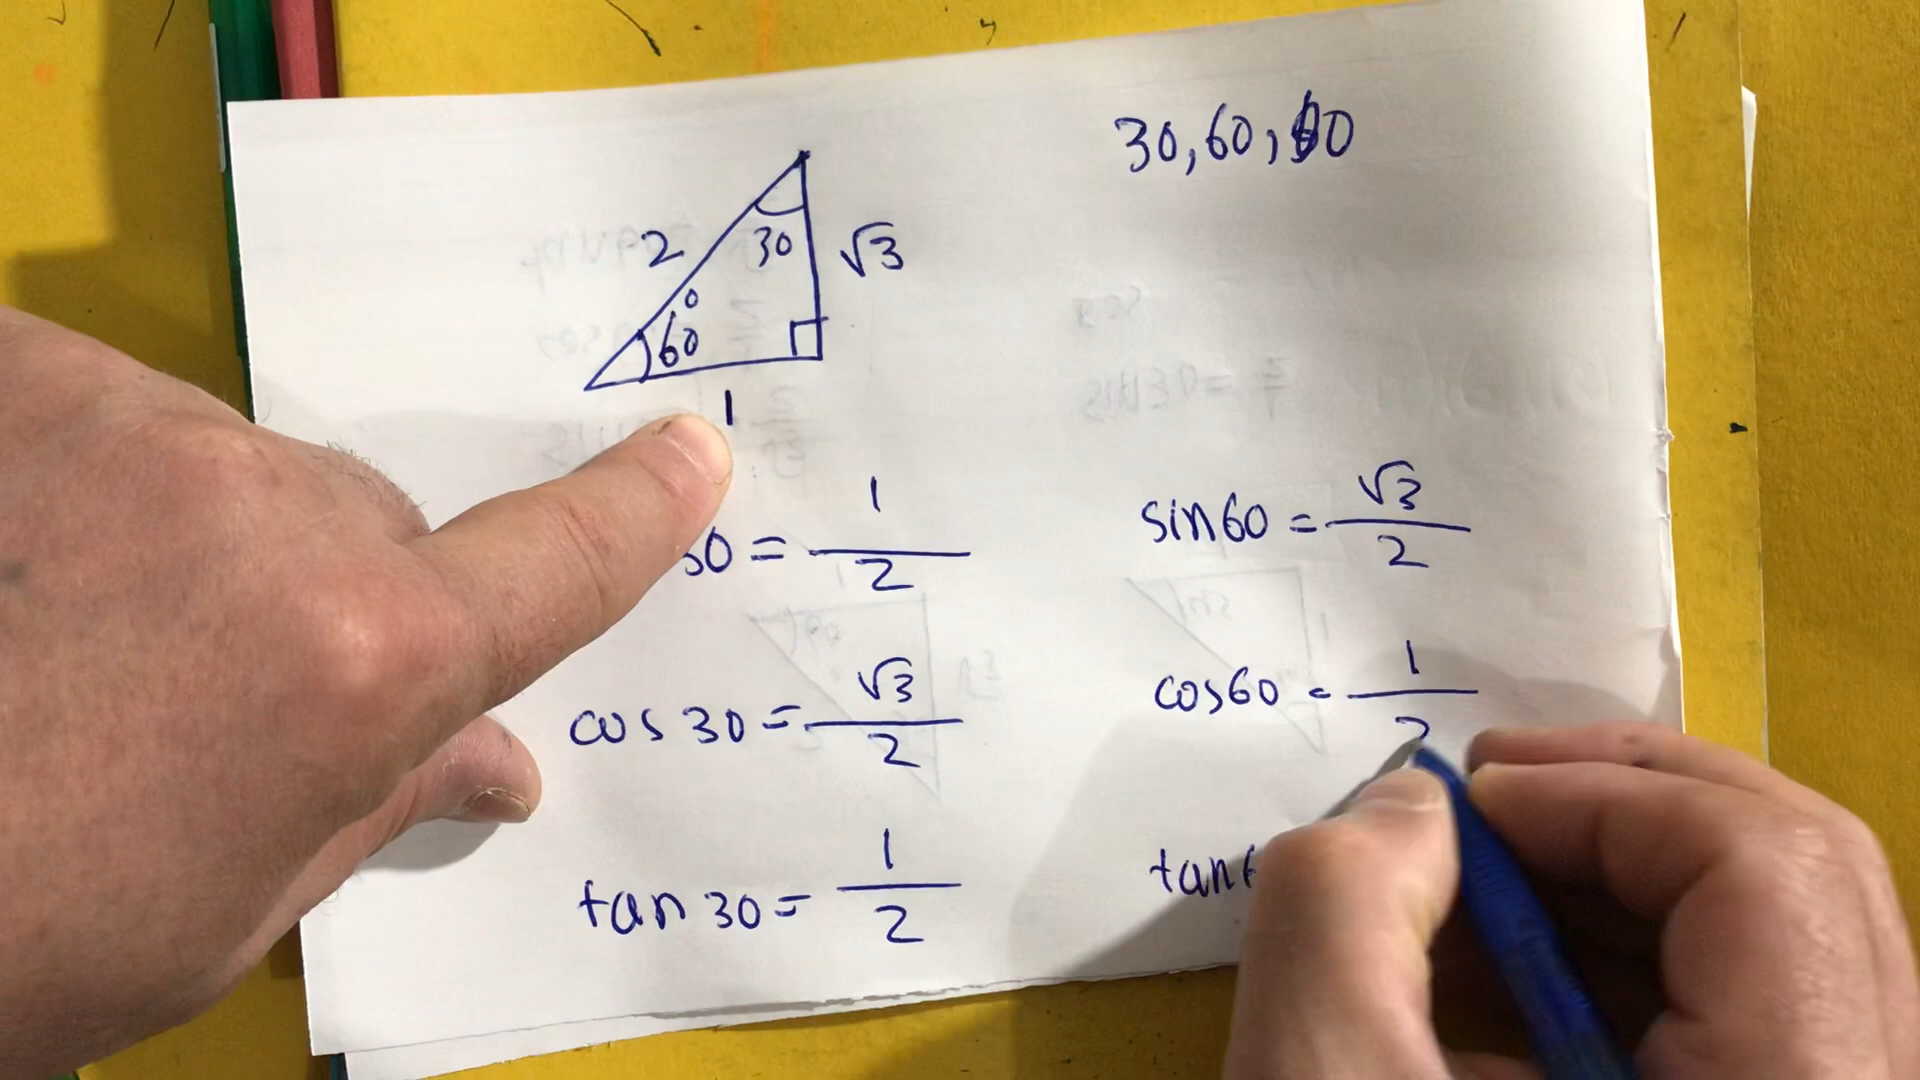 30, 60, 90
2
30
√3
60°
1
30 = 1/2
sin60 = √3/2
cos 30 = √3/2
cos60 = 1/2
tan 30 = 1/2
tan6